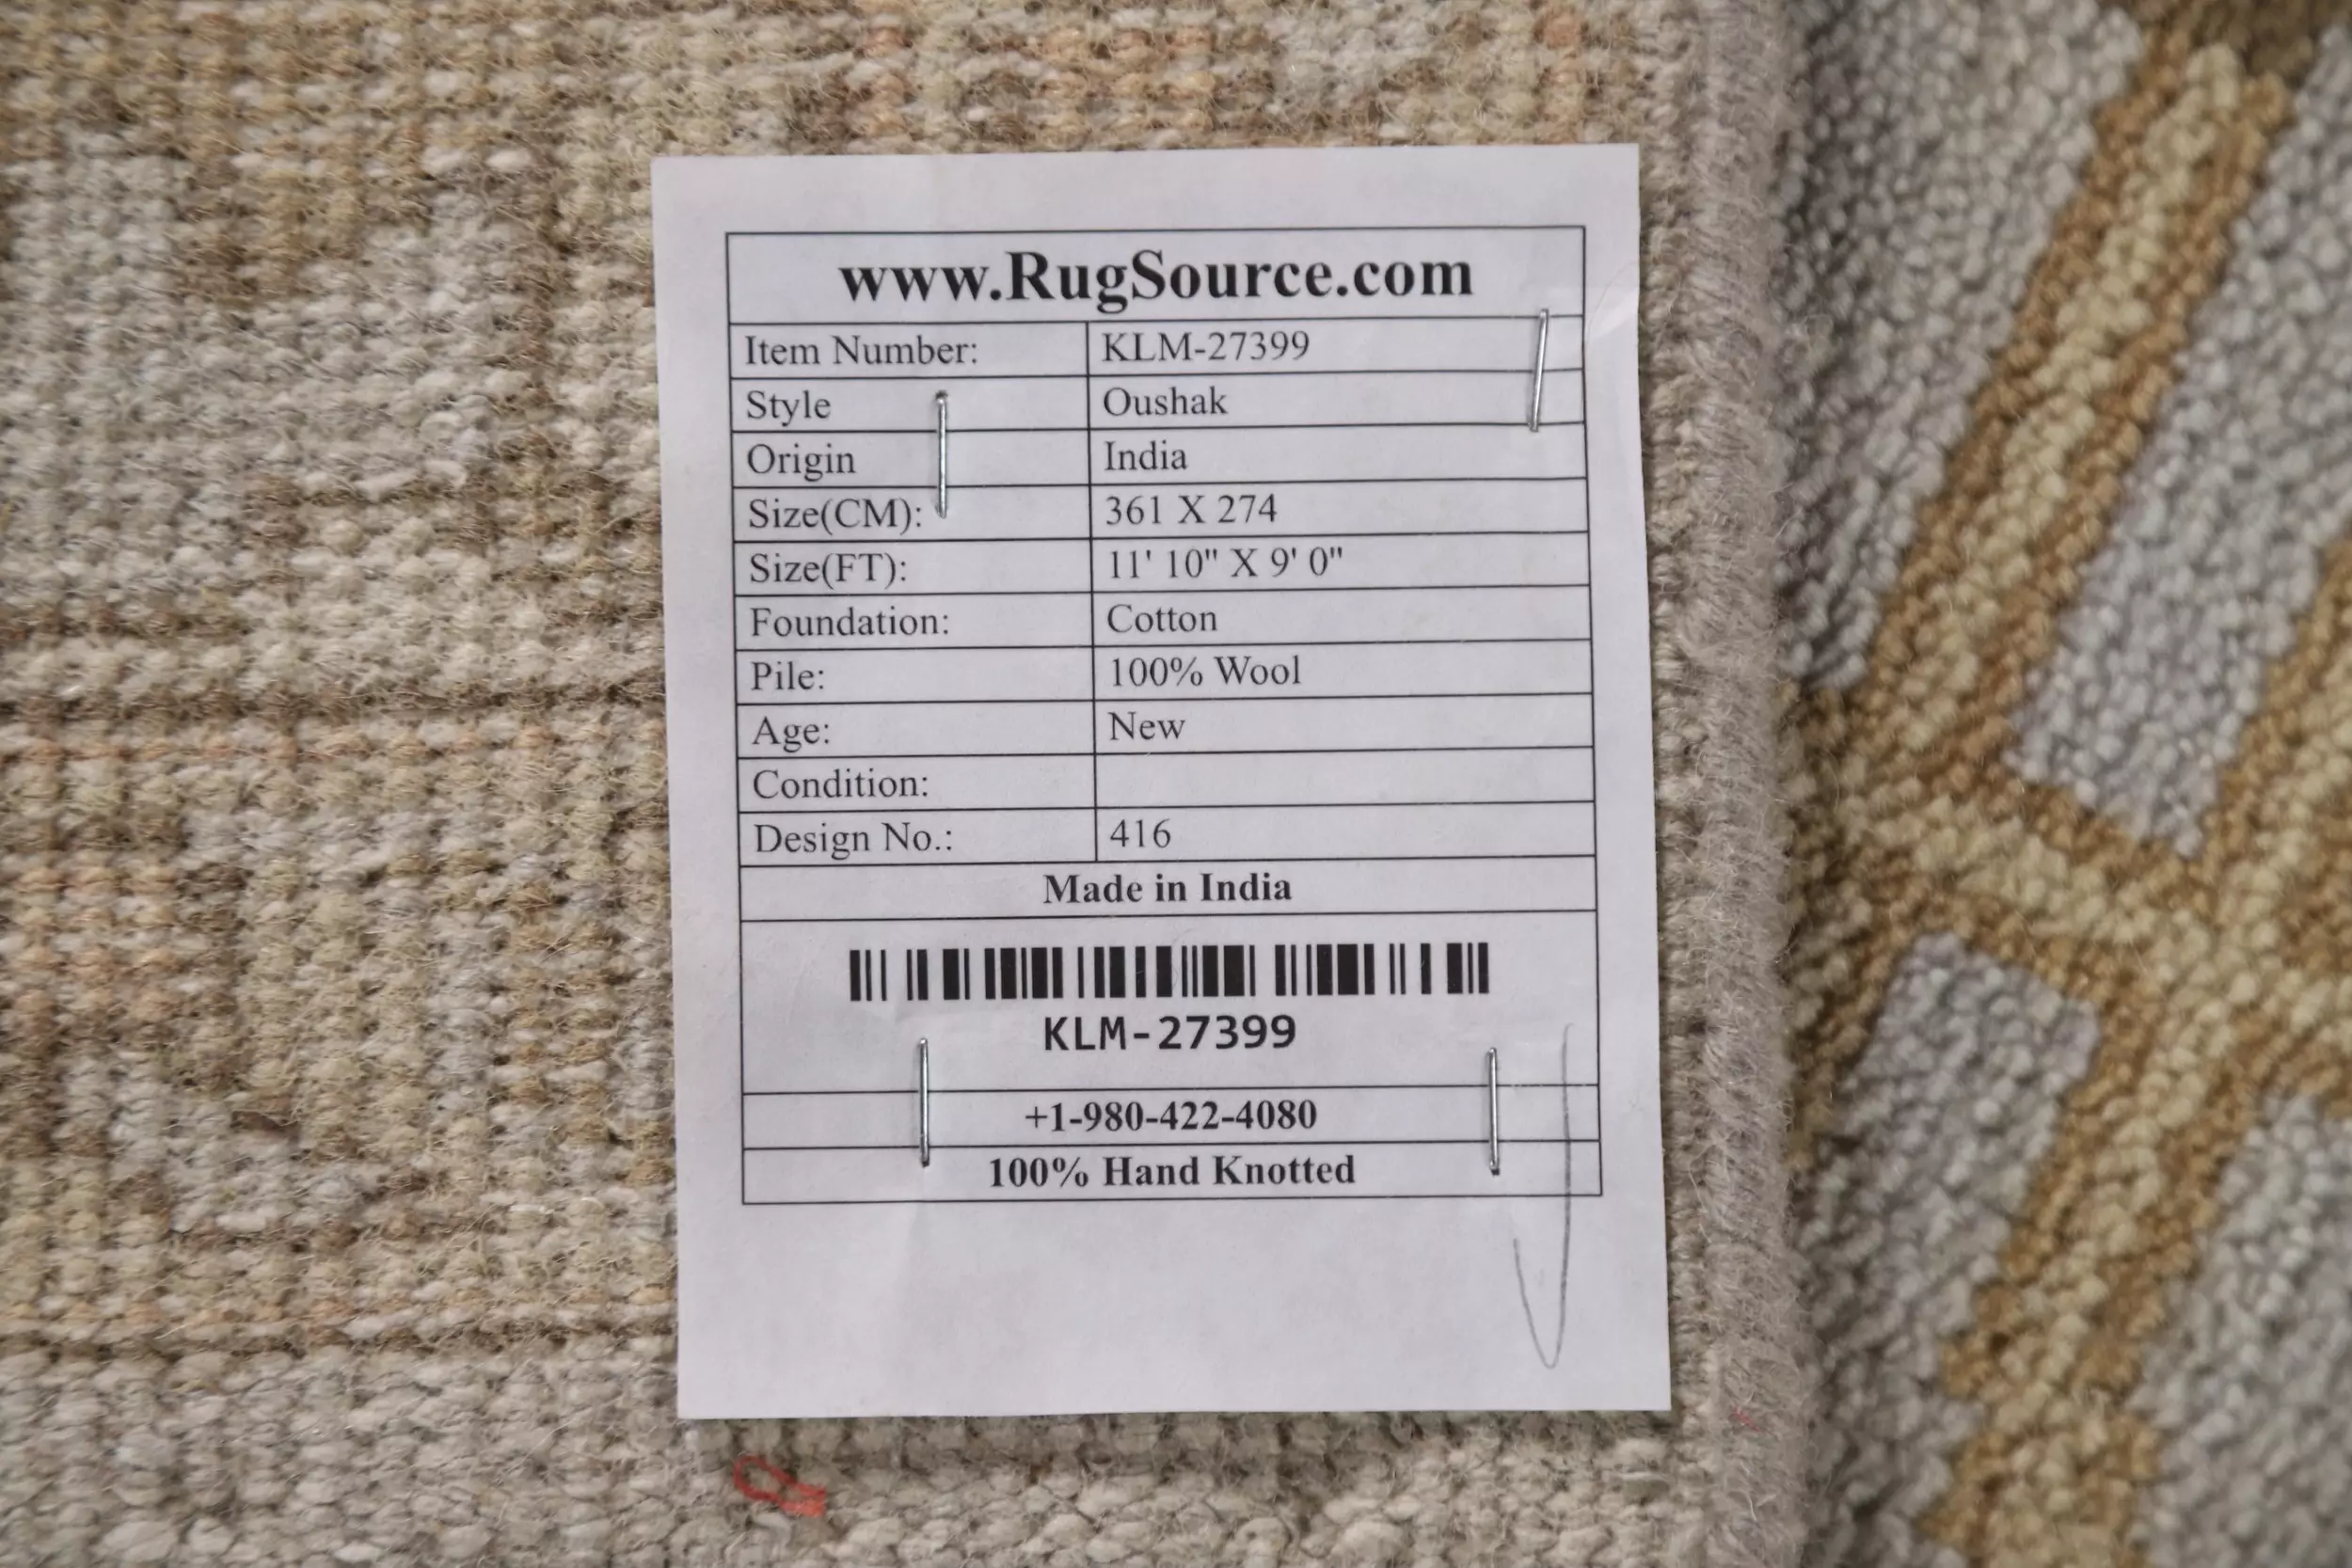 www.RugSource.com
Item Number: KLM-27399
Style Oushak
Origin India
Size(CM): 361 X 274
Size(FT): 11' 10" X 9' 0"
Foundation: Cotton
Pile: 100% Wool
Age: New
Condition:
Design No.: 416
Made in India
KLM-27399
+1-980-422-4080
100% Hand Knotted